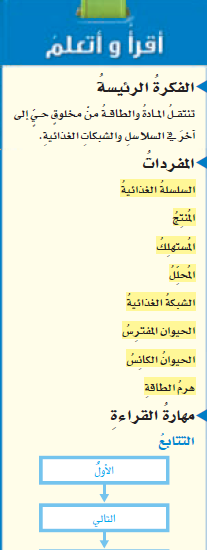 أقرأُ و أتعلمُ
الفكرةُ الرئيسةُ
تنتقلُ المادةُ والطاقةُ منْ مخلوقٍ حيٍّ إلى
آخرَ في السلاسلِ والشبكاتِ الغذائيةِ.
المفرداتُ
السلسلةُ الغذائيةُ
المُنتِجُ
المُستهلِكُ
المُحلِّلُ
الشبكةُ الغذائيةُ
الحيوانُ المفترِسُ
الحيوانُ الكانِسُ
هرمُ الطاقةِ
مهارةُ القراءةِ
التتابعُ
الأولُ
التالي